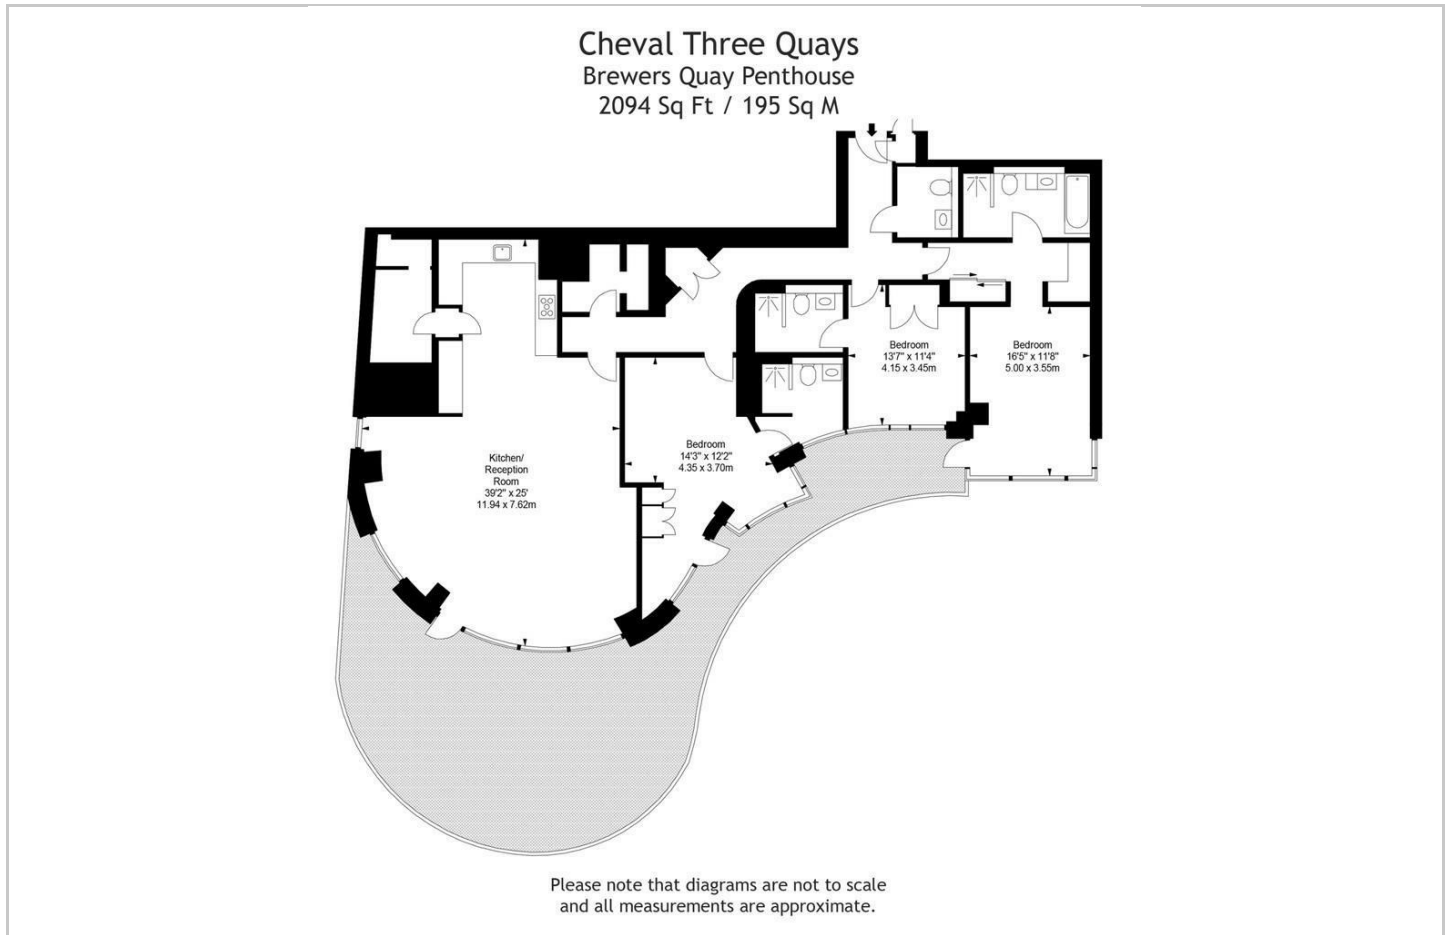 Cheval Three Quays
Brewers Quay Penthouse
2094 Sq Ft / 195 Sq M
Bedroom
13'7" x 11'4"
4.15 x 3.45m
Bedroom
16'5" x 11'8"
5.00 x 3.55m
Kitchen/
Reception
Room
39'2" x 25'
11.94 x 7.62m
Bedroom
14'3" x 12'2"
4.35 x 3.70m
Please note that diagrams are not to scale
and all measurements are approximate.